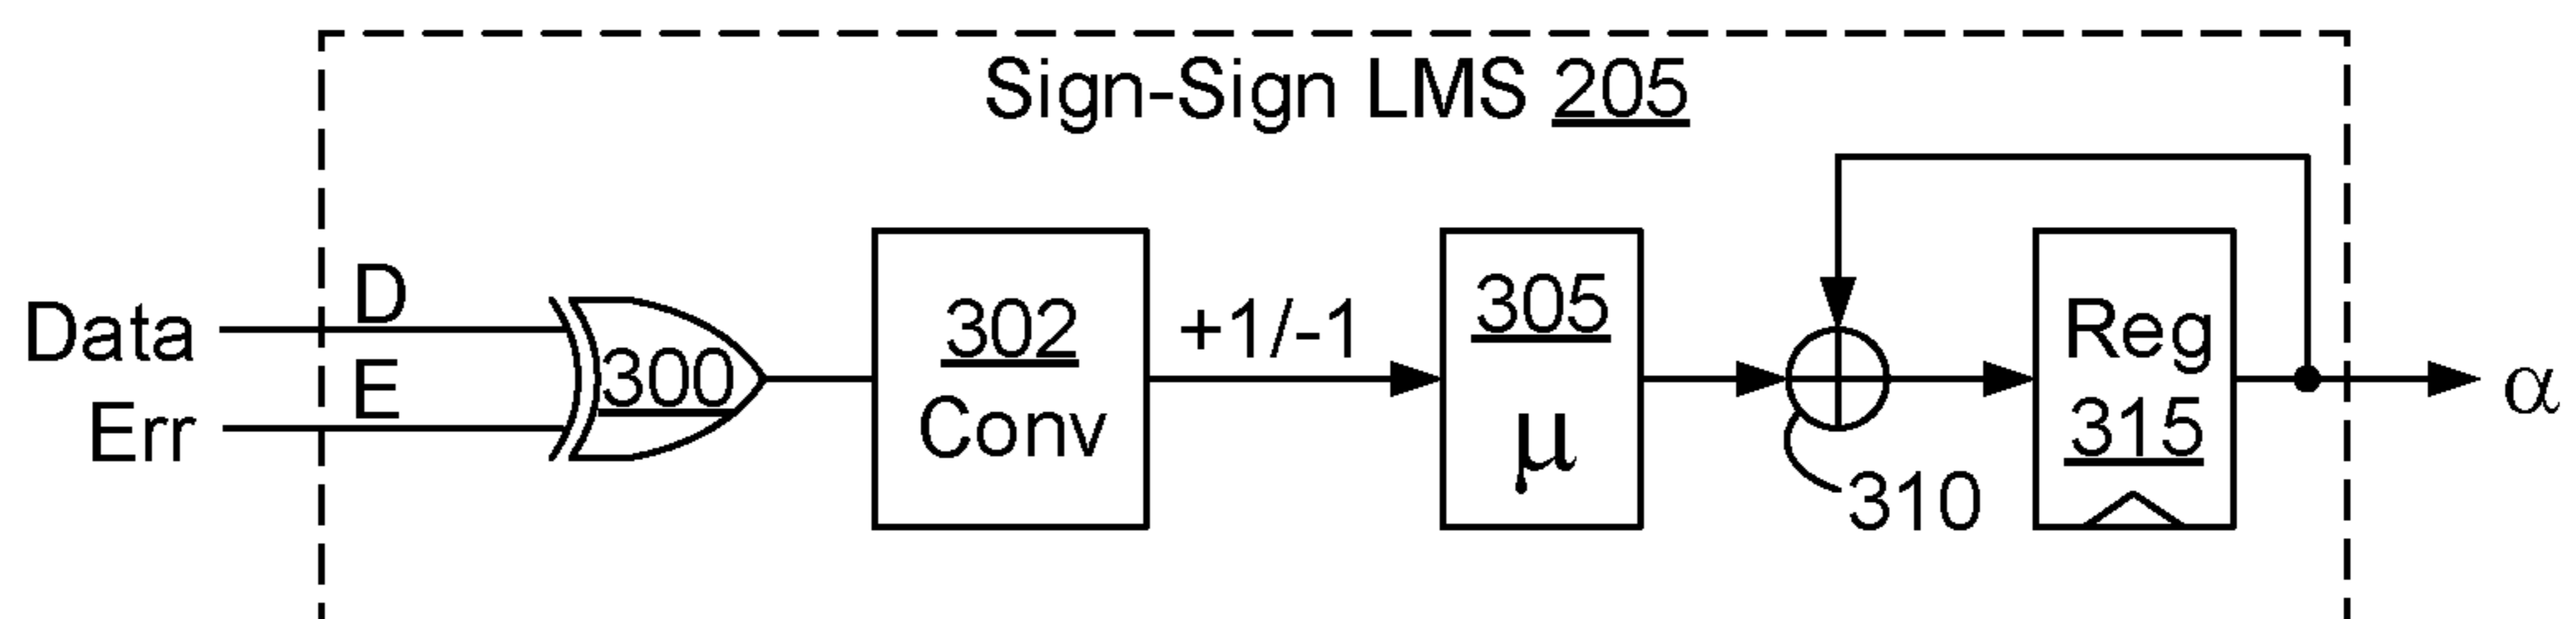 Sign-Sign LMS 205
Data
D
Err
E
300
302
Conv
+1/-1
305
μ
310
Reg
315
α